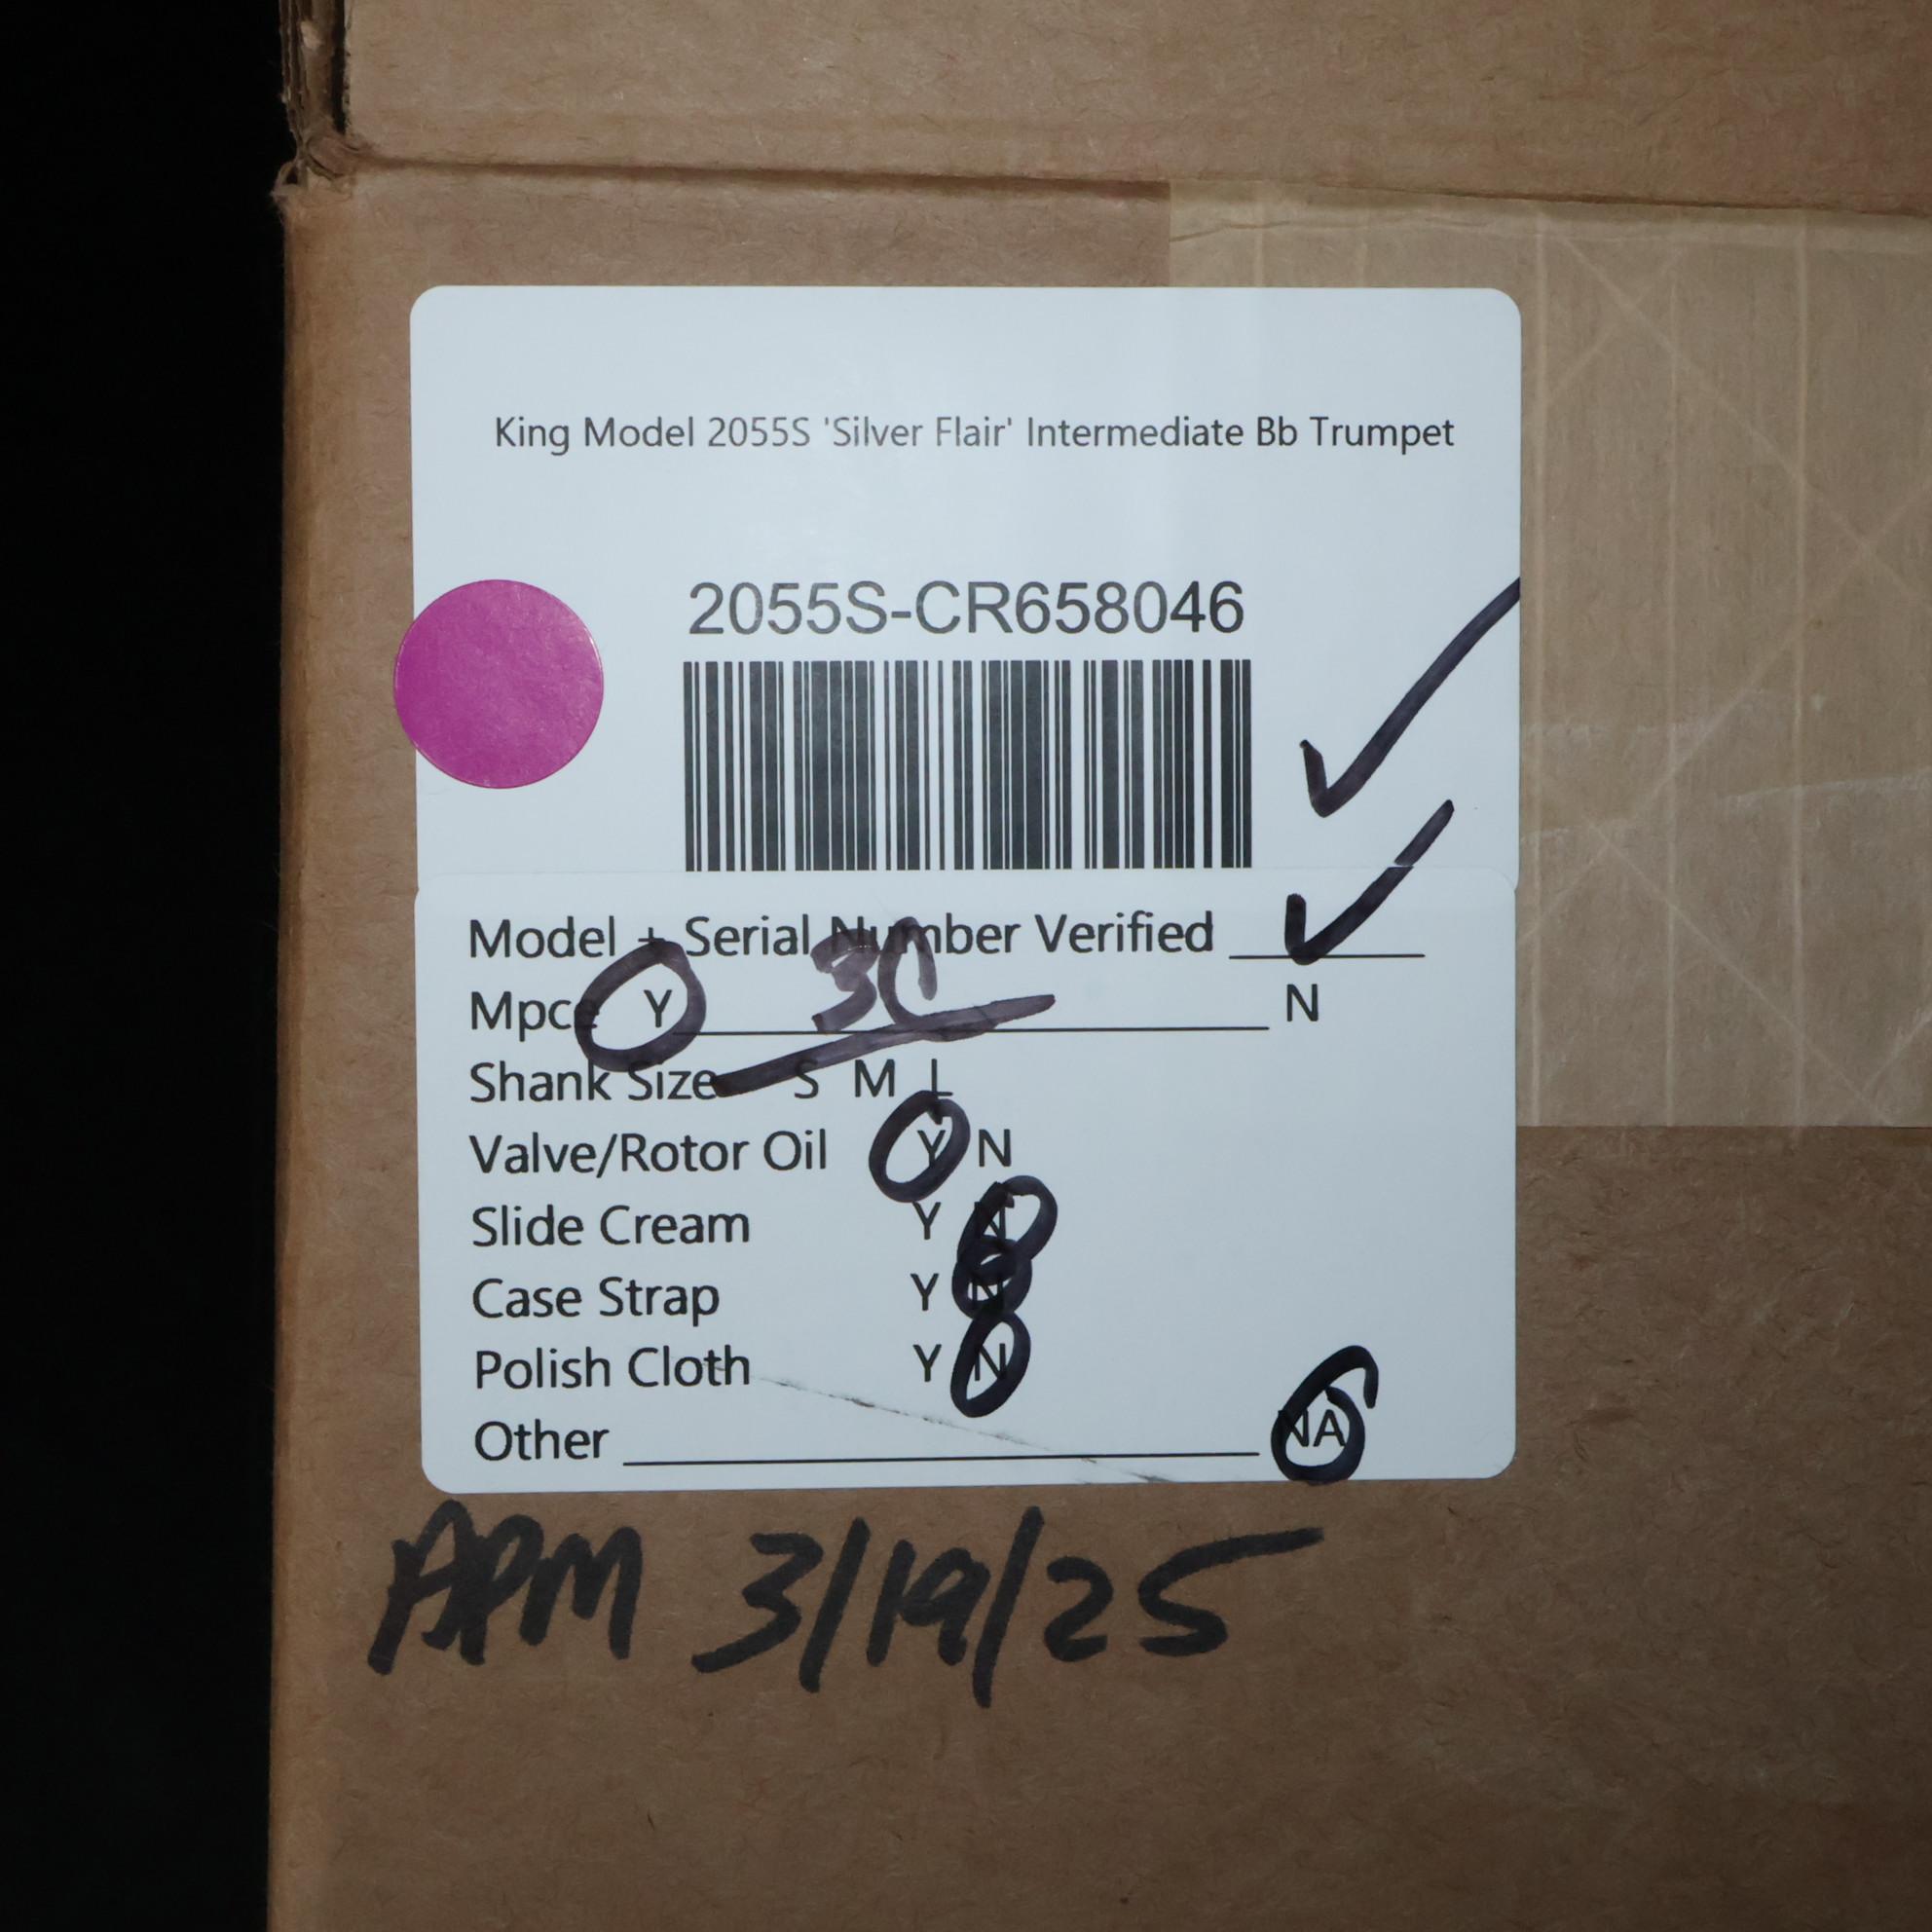 King Model 2055S 'Silver Flair' Intermediate Bb Trumpet
2055S-CR658046
Model + Serial Number Verified
Mpce Y 3C N
Shank Size S M L
Valve/Rotor Oil Y N
Slide Cream Y N
Case Strap Y N
Polish Cloth Y N
Other NA
APM 3/19/25